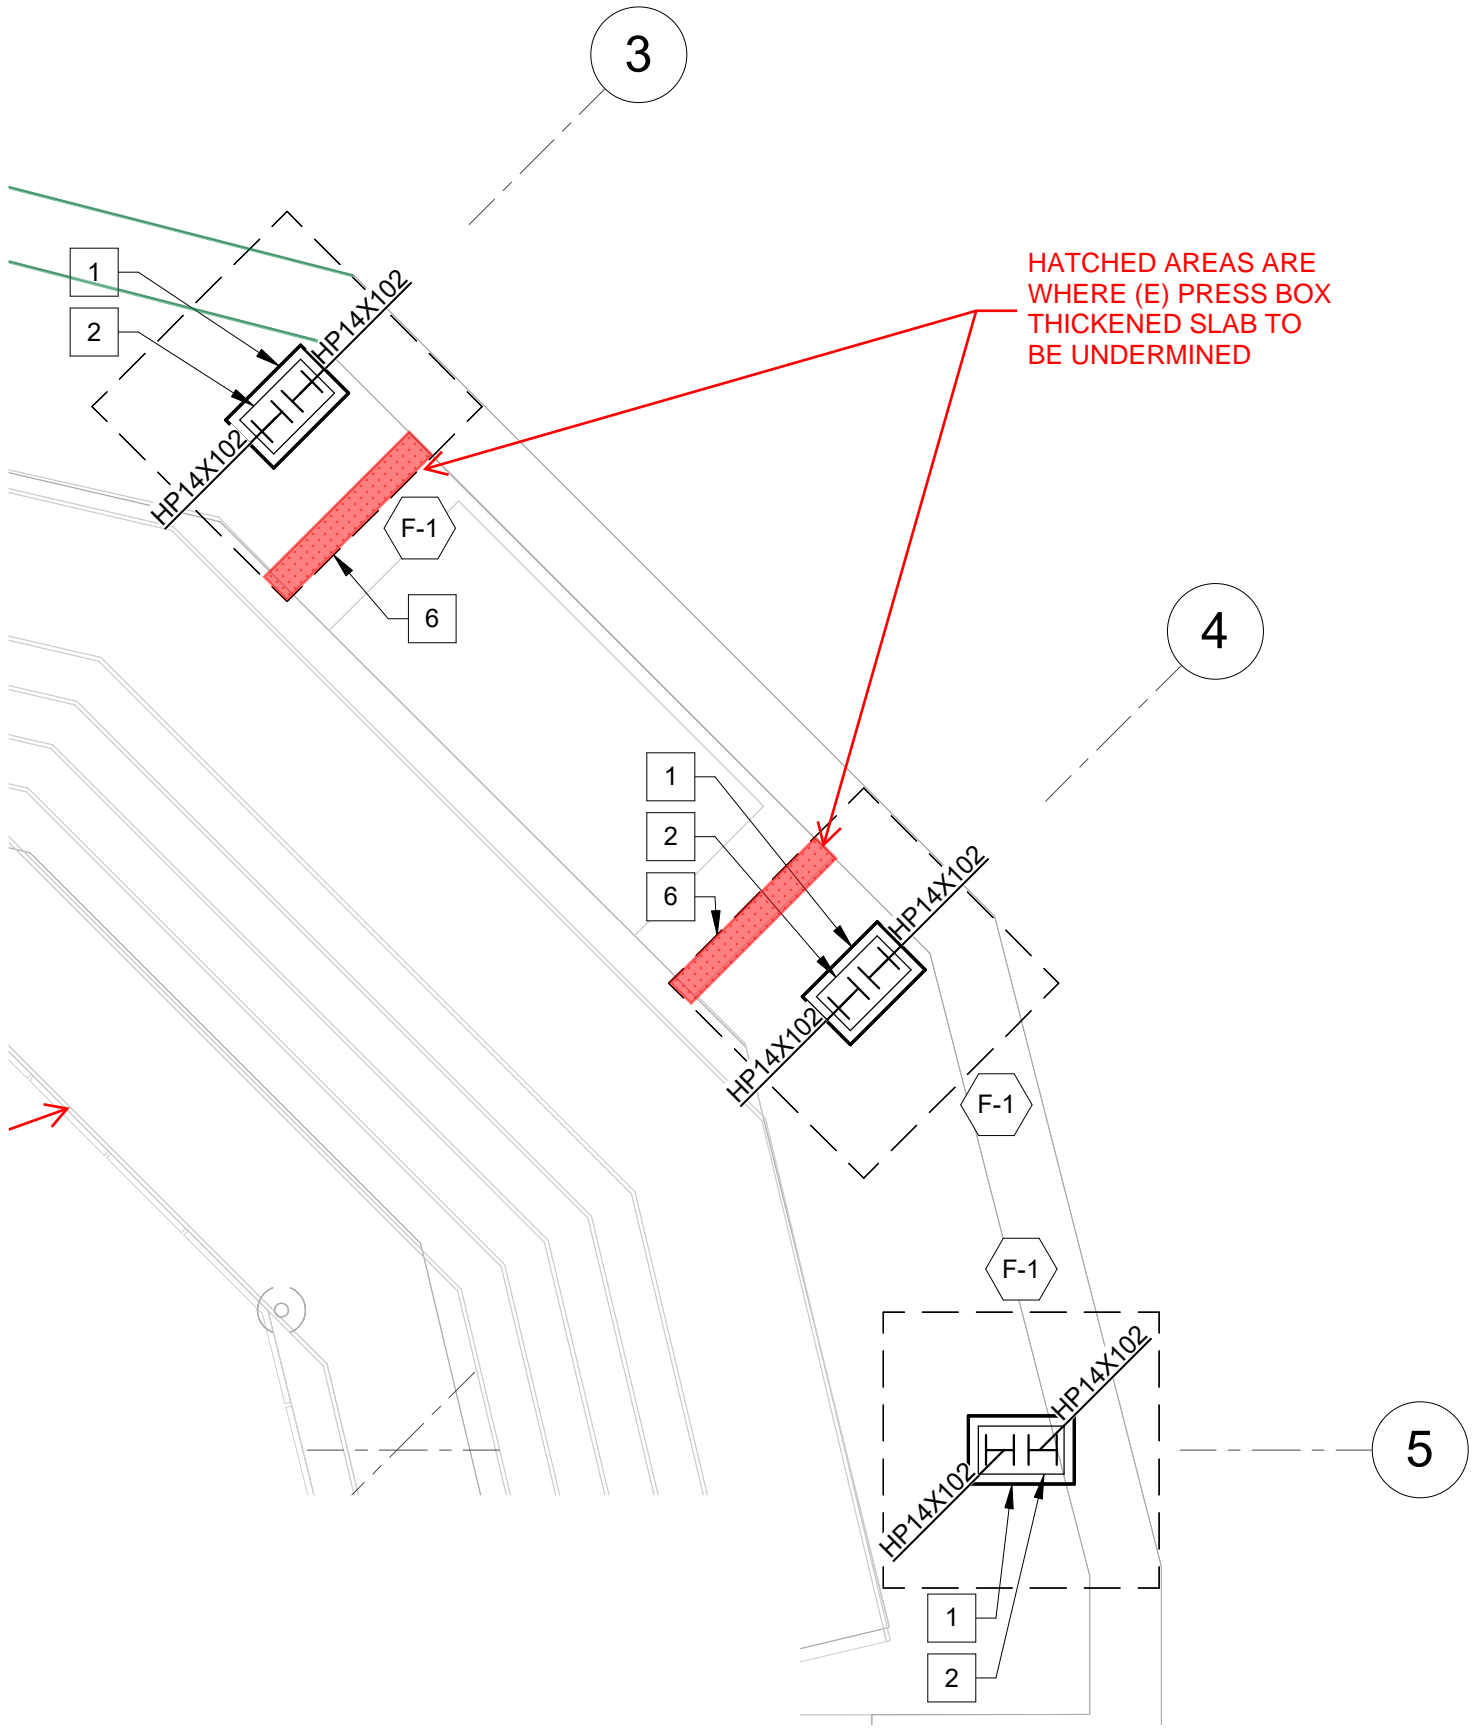 3
HATCHED AREAS ARE
WHERE (E) PRESS BOX
THICKENED SLAB TO
BE UNDERMINED
1
2
HP14X102
HP14X102
F-1
6
4
1
2
6
HP14X102
HP14X102
F-1
F-1
HP14X102
HP14X102
5
1
2